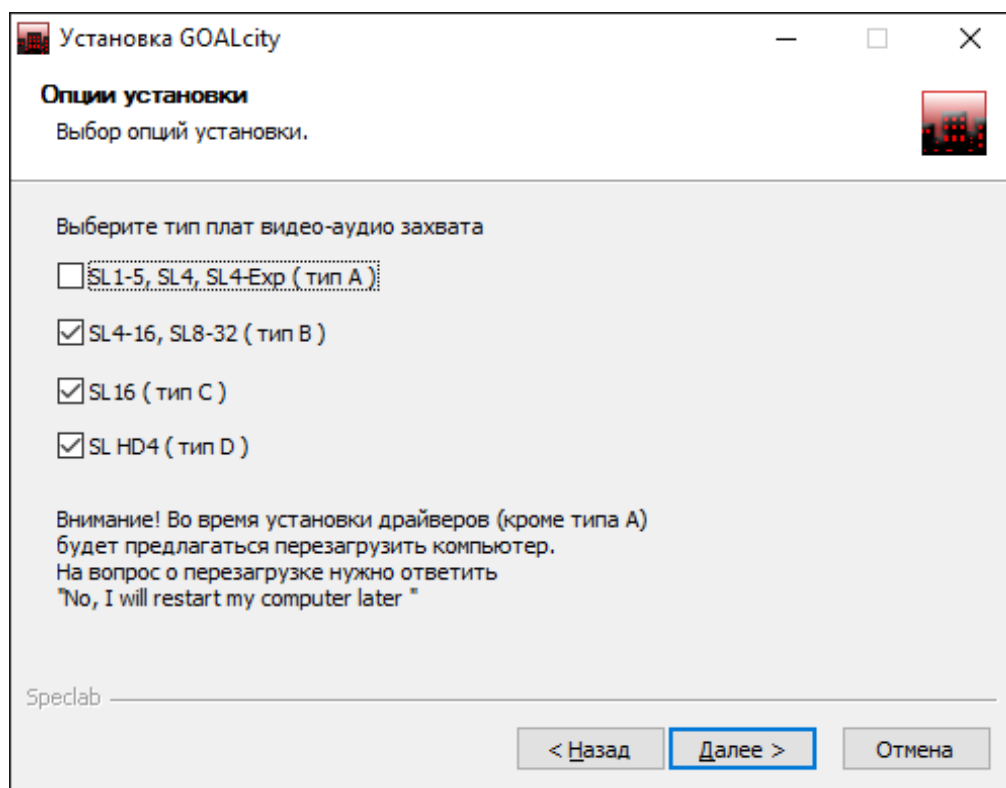 Установка GOALcity
Опции установки
Выбор опций установки.
Выберите тип плат видео-аудио захвата
SL1-5, SL4, SL4-Exp ( тип A )
SL4-16, SL8-32 ( тип B )
SL16 ( тип C )
SL HD4 ( тип D )
Внимание! Во время установки драйверов (кроме типа А)
будет предлагаться перезагрузить компьютер.
На вопрос о перезагрузке нужно ответить
"No, I will restart my computer later "
Speclab
< Назад
Далее >
Отмена